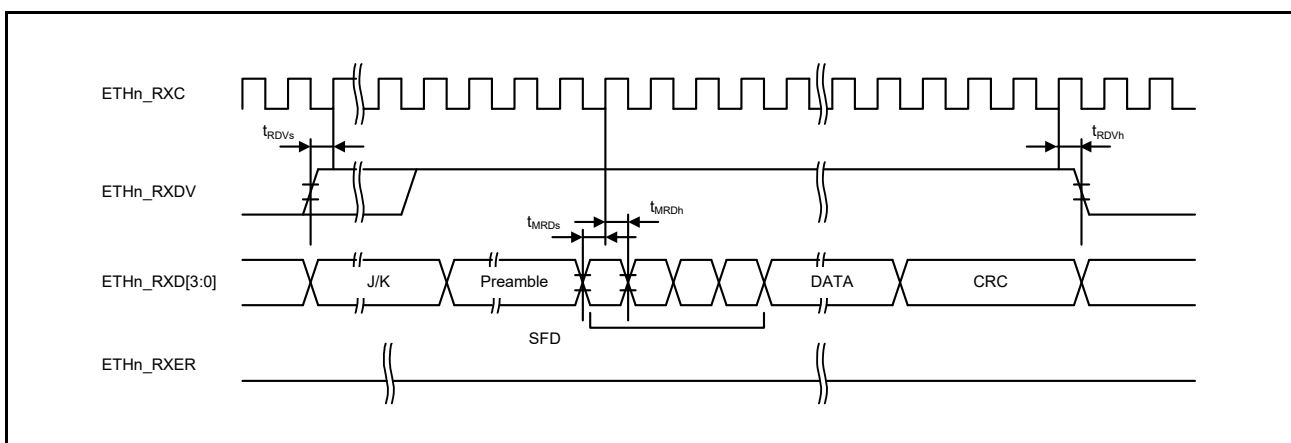 ETHn_RXC
tRDVs
tRDVh
ETHn_RXDV
tMRDs
tMRDh
ETHn_RXD[3:0]
J/K
Preamble
DATA
CRC
SFD
ETHn_RXER